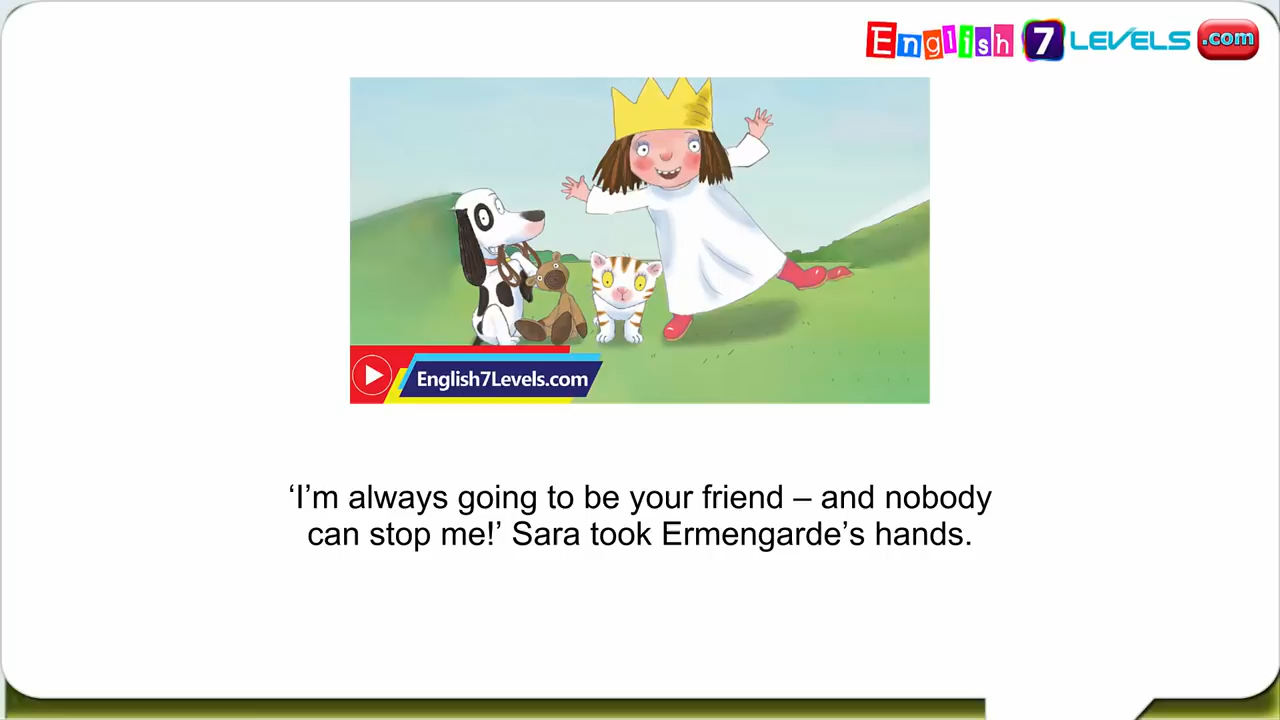 English 7 LEVELS .com
English7Levels.com
‘I’m always going to be your friend – and nobody
can stop me!’ Sara took Ermengarde’s hands.